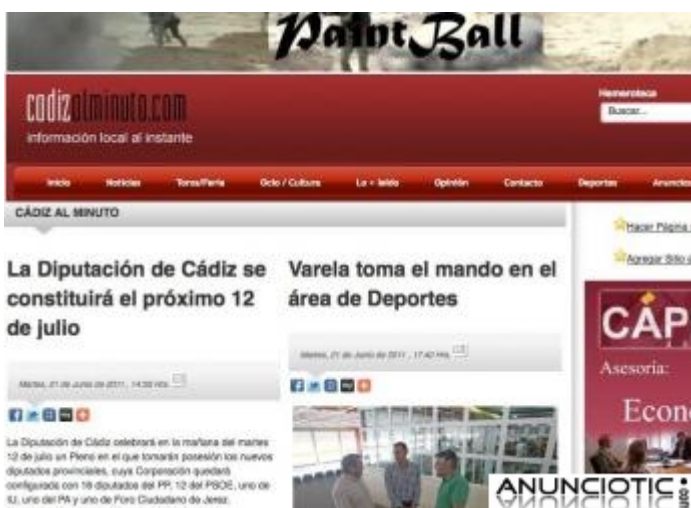 PaintBall
cadizalminuto.com
información local al instante
Hemeroteca
Buscar...
Inicio Noticias Toros/Feria Ocio / Cultura Lo + leído Opinión Contacto Deportes Anuncios
CÁDIZ AL MINUTO
Hacer Página
Agregar Sitio
La Diputación de Cádiz se
constituirá el próximo 12
de julio
Martes, 21 de Junio de 2011 , 14:50 Hrs.
La Diputación de Cádiz celebrará en la mañana del martes
12 de julio un Pleno en el que tomarán posesión los nuevos
diputados provinciales, cuya Corporación quedará
configurada con 16 diputados del PP, 12 del PSOE, uno de
IU, uno del PA y uno de Foro Ciudadano de Jerez.
Varela toma el mando en el
área de Deportes
Martes, 21 de Junio de 2011 , 17:40 Hrs.
CÁP
Asesoría:
Econ
ANUNCIOTIC